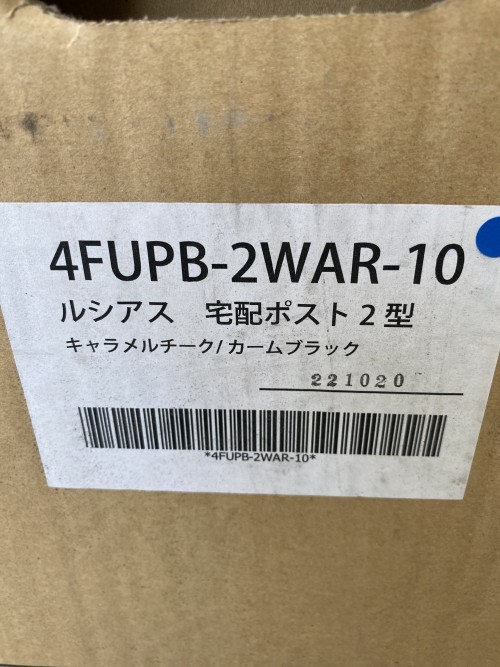 4FUPB-2WAR-10
ルシアス 宅配ポスト2型
キャラメルチーク/カームブラック
221020
*4FUPB-2WAR-10*